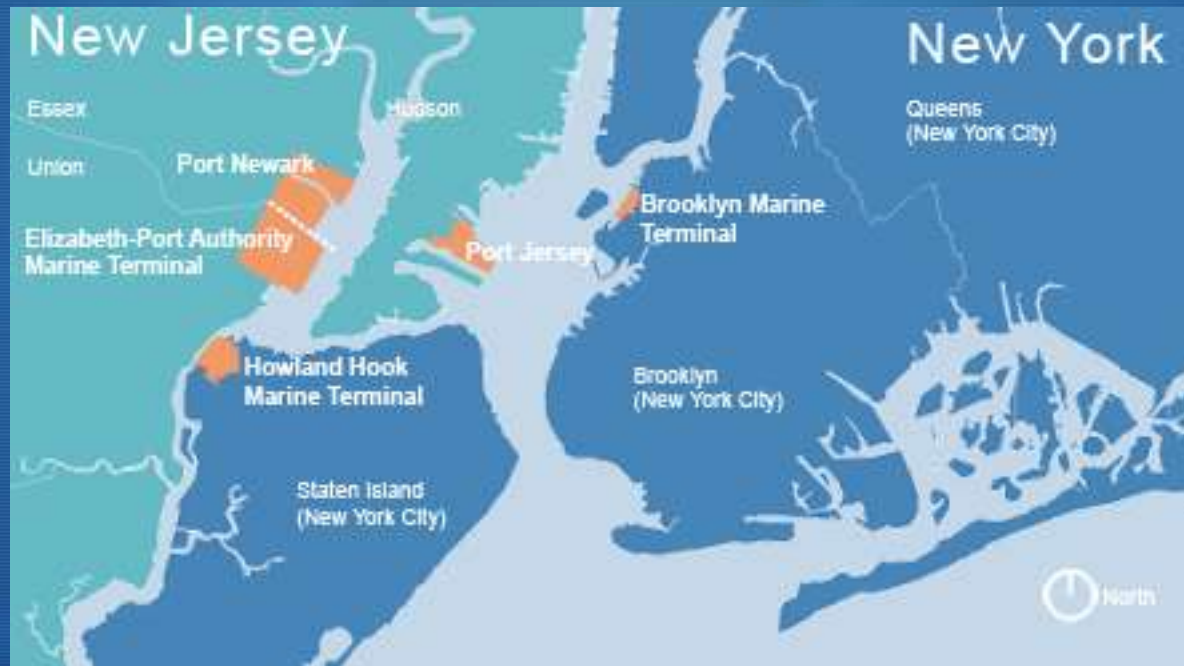 New Jersey
New York
Essex
Hudson
Queens
(New York City)
Union
Port Newark
Brooklyn Marine
Terminal
Elizabeth-Port Authority
Marine Terminal
Port Jersey
Howland Hook
Marine Terminal
Brooklyn
(New York City)
Staten Island
(New York City)
North